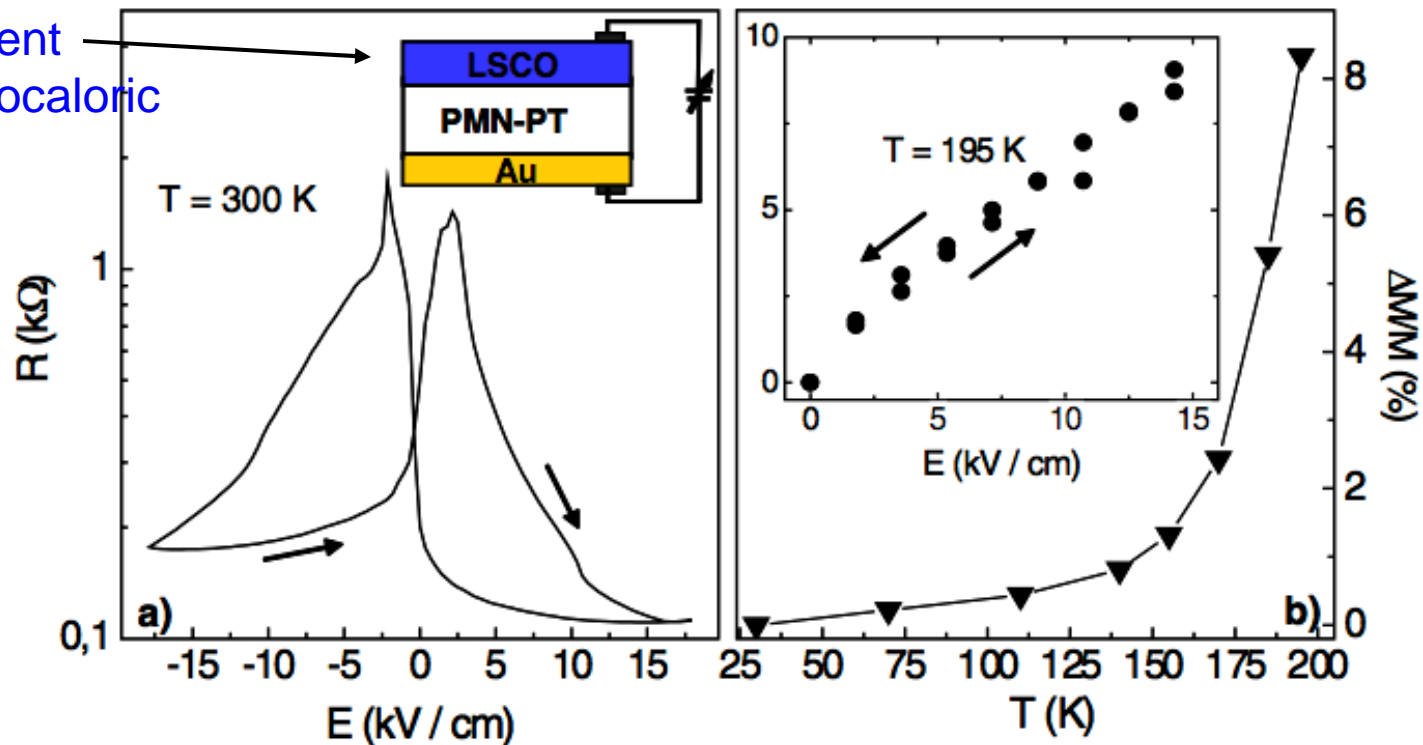 ent
ocaloric
LSCO
PMN-PT
Au
T = 300 K
R (kΩ)
1
0,1
a)
-15 -10 -5 0 5 10 15
E (kV / cm)
10
5
0
T = 195 K
0 5 10 15
E (kV / cm)
b)
25 50 75 100 125 150 175 200
T (K)
8
6
4
2
0
ΔM/M (%)